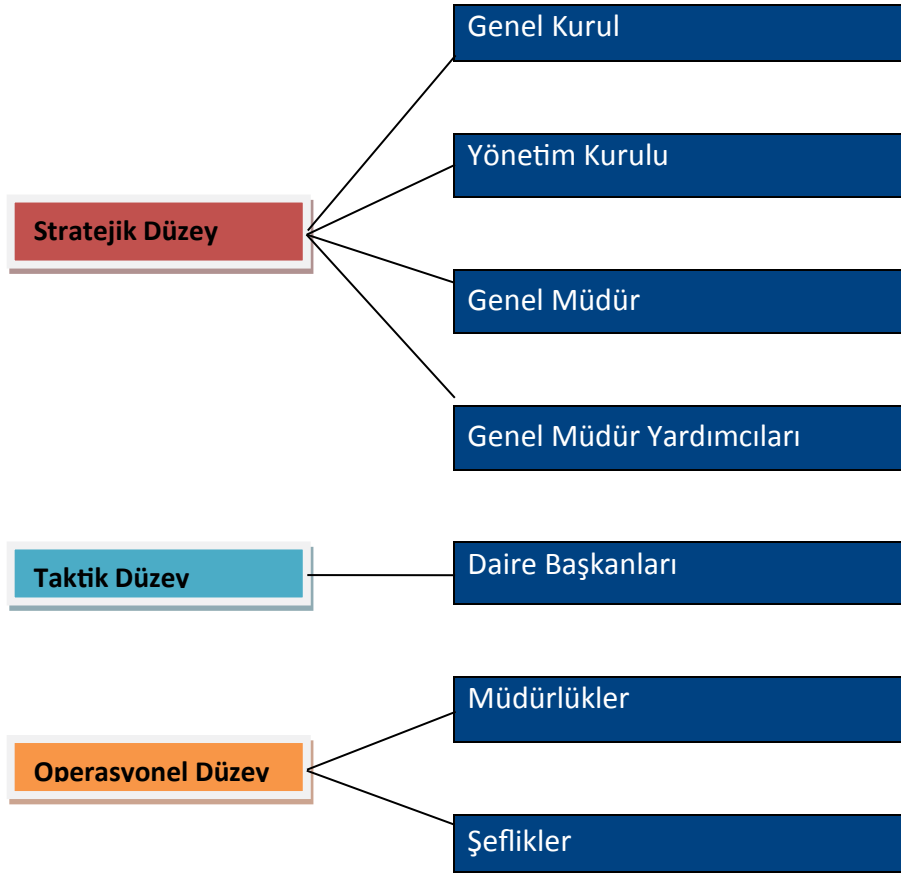 Genel Kurul
Yönetim Kurulu
Stratejik Düzey
Genel Müdür
Genel Müdür Yardımcıları
Taktik Düzey
Daire Başkanları
Müdürlükler
Operasyonel Düzey
Şeflikler